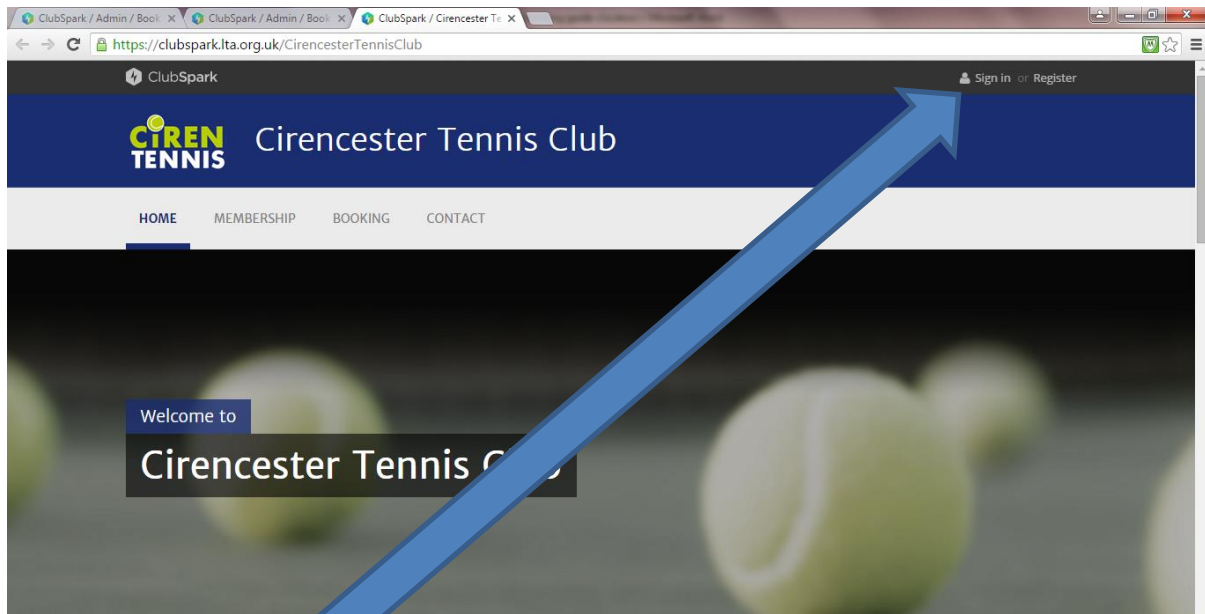 ClubSpark / Admin / Book
ClubSpark / Admin / Book
ClubSpark / Cirencester Te
https://clubspark.lta.org.uk/CirencesterTennisClub
ClubSpark
Sign in or Register
CIREN
TENNIS
Cirencester Tennis Club
HOME MEMBERSHIP BOOKING CONTACT
Welcome to
Cirencester Tennis